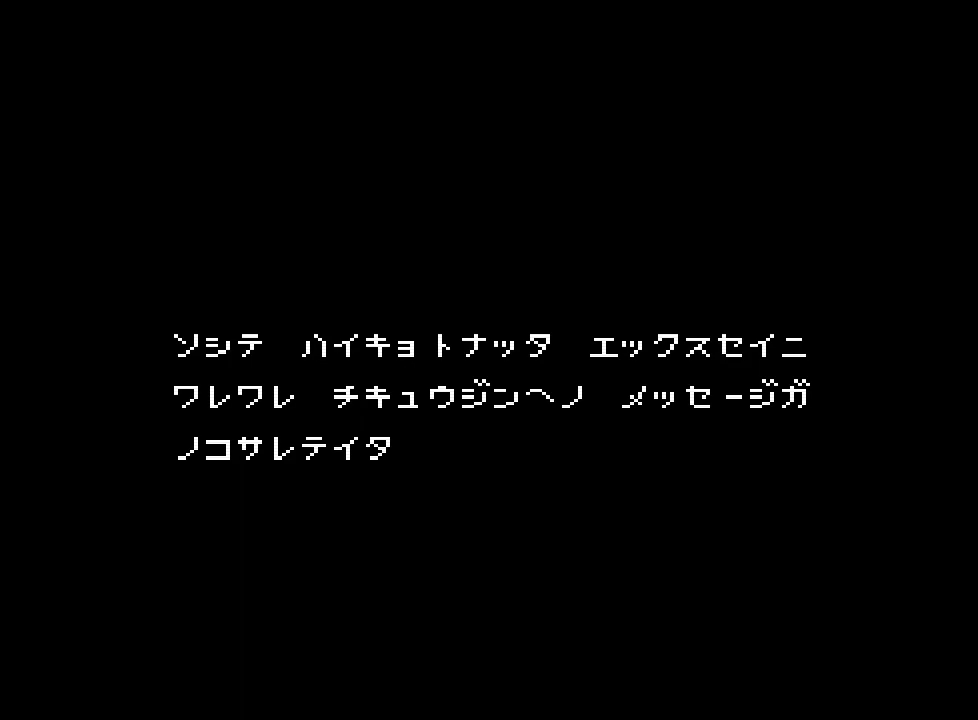 ソシテ　ハイキョトナッタ　エックスセイニ
ワレワレ　チキュウジンヘノ　メッセージガ
ノコサレテイタ